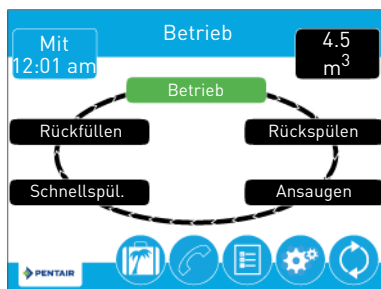 Betrieb
Mit
12:01 am
4.5
m³
Betrieb
Rückfüllen
Rückspülen
Schnellspül.
Ansaugen
PENTAIR